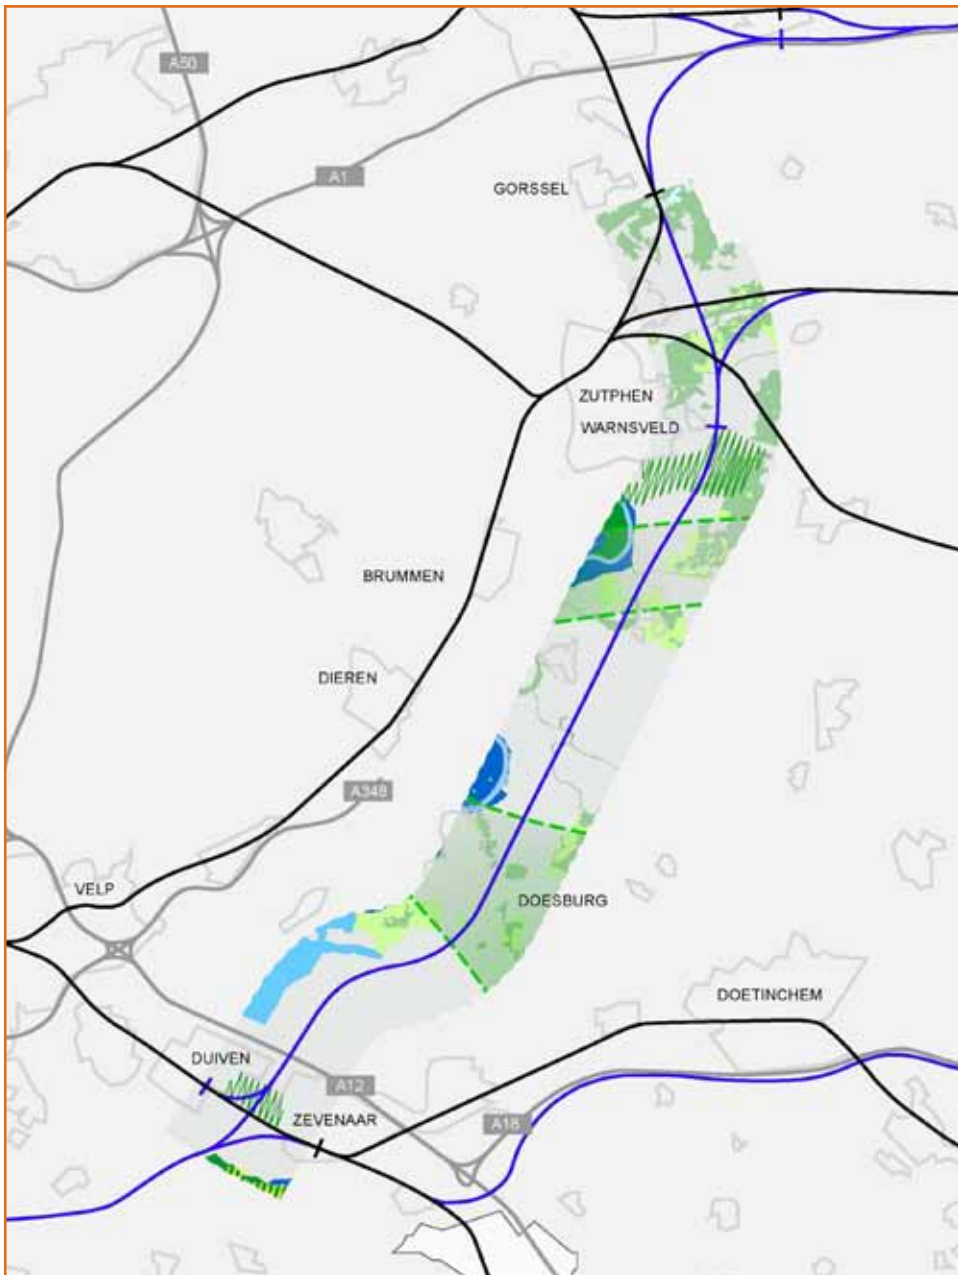 A50
A1
GORSSEL
ZUTPHEN
WARNSVELD
BRUMMEN
DIEREN
A348
VELP
DOESBURG
DOETINCHEM
DUIVEN
A12
ZEVENAAR
A18